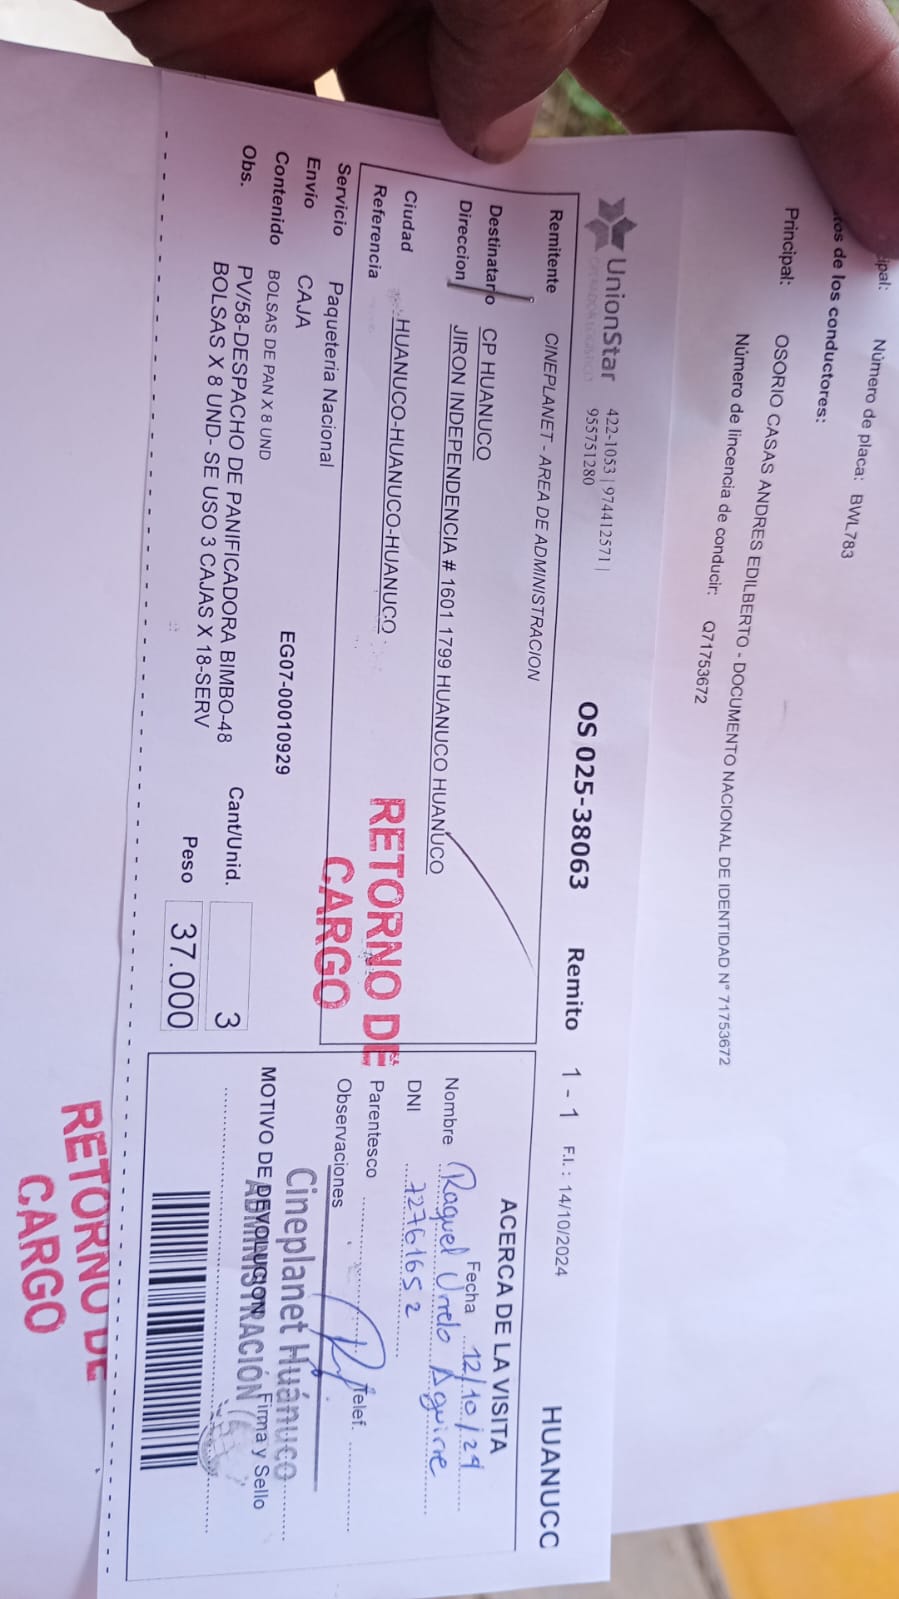 Número de placa: BWL783
de los conductores:
Principal: OSORIO CASAS ANDRES EDILBERTO - DOCUMENTO NACIONAL DE IDENTIDAD N° 71753672
Número de lincencia de conducir: Q71753672
UnionStar 422-1053 | 974412571 |
OPERADOR LOGISTICO 955751280
OS 025-38063 Remito 1 - 1 F.I. : 14/10/2024 HUANUCC
Remitente CINEPLANET - AREA DE ADMINISTRACION
Destinatario CP HUANUCO
Direccion JIRON INDEPENDENCIA # 1601 1799 HUANUCO HUANUCO
Ciudad HUANUCO-HUANUCO-HUANUCO-HUANUCO
Referencia
Servicio Paqueteria Nacional
Envío CAJA
Contenido BOLSAS DE PAN X 8 UND EG07-00010929
Obs. PV/58-DESPACHO DE PANIFICADORA BIMBO-48
BOLSAS X 8 UND- SE USO 3 CAJAS X 18-SERV
Cant/Unid. 3
Peso 37.000
RETORNO DE
CARGO
ACERCA DE LA VISITA
Fecha 12/10/24
Nombre Raquel Urrelo Aguirre
DNI 72761652
Parentesco Telef.
Observaciones
Cineplanet Huánuco
ADMINISTRACIÓN
MOTIVO DE DEVOLUCION Firma y Sello
RETORNO DE
CARGO